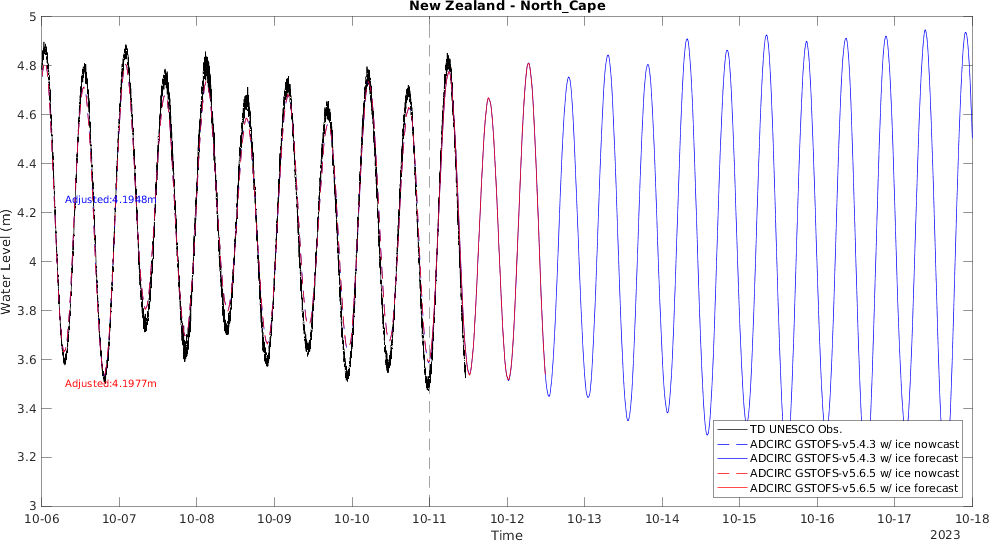 New Zealand - North_Cape
5
4.8
4.6
4.4
4.2
4
3.8
3.6
3.4
3.2
3
Water Level (m)
Adjusted:4.1948m
Adjusted:4.1977m
TD UNESCO Obs.
ADCIRC GSTOFS-v5.4.3 w/ ice nowcast
ADCIRC GSTOFS-v5.4.3 w/ ice forecast
ADCIRC GSTOFS-v5.6.5 w/ ice nowcast
ADCIRC GSTOFS-v5.6.5 w/ ice forecast
10-06 10-07 10-08 10-09 10-10 10-11 10-12 10-13 10-14 10-15 10-16 10-17 10-18
Time
2023